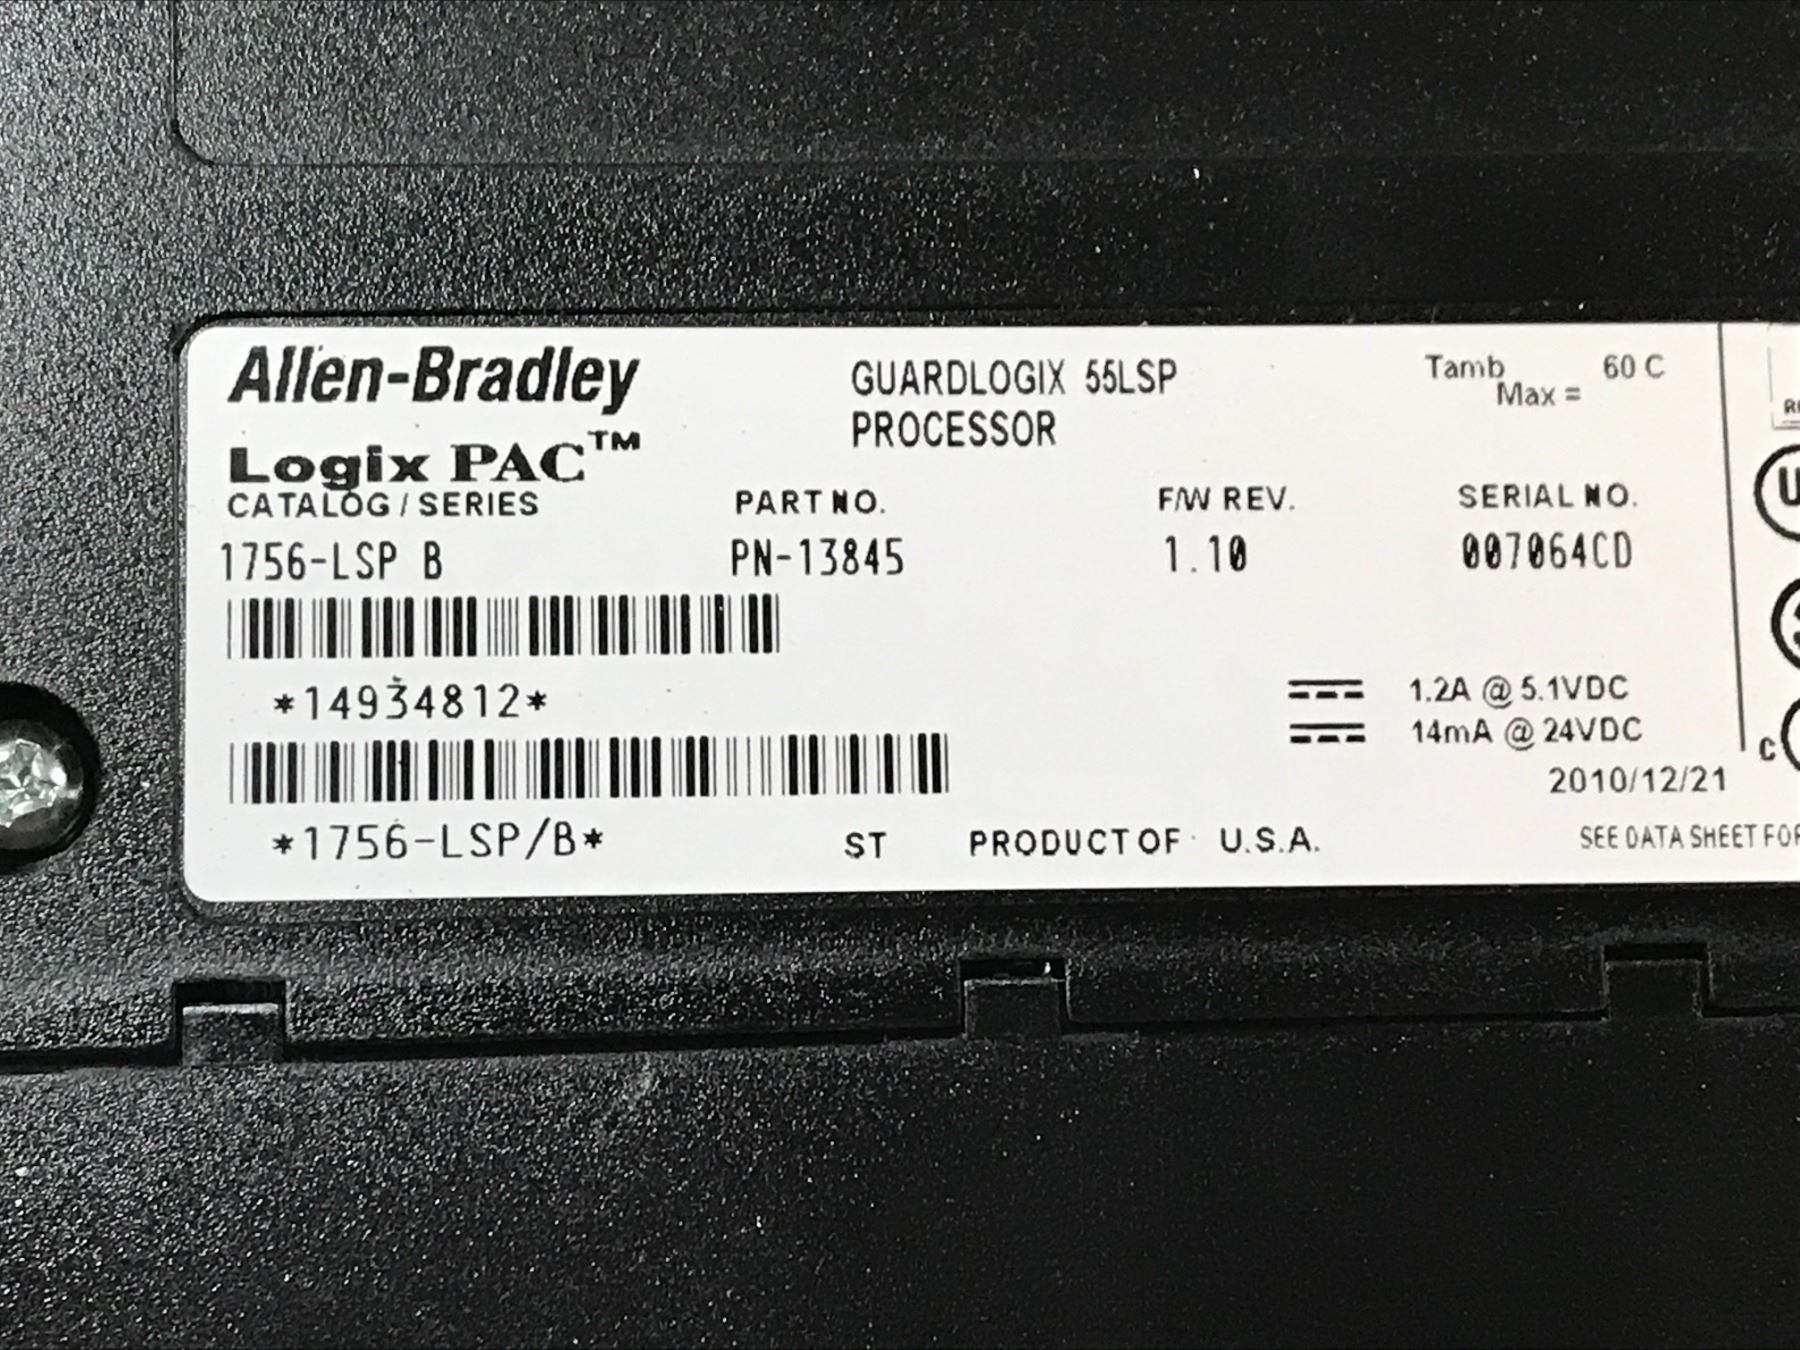 Allen-Bradley
GUARDLOGIX 55LSP
PROCESSOR
Tamb
Max =
60 C
Logix PAC™
CATALOG / SERIES PART NO. F/W REV. SERIAL NO.
1756-LSP B PN-13845 1.10 007064CD
*14934812*
1.2A @ 5.1VDC
14mA @ 24VDC
2010/12/21
*1756-LSP/B* ST PRODUCT OF U.S.A.
SEE DATA SHEET FOR
C